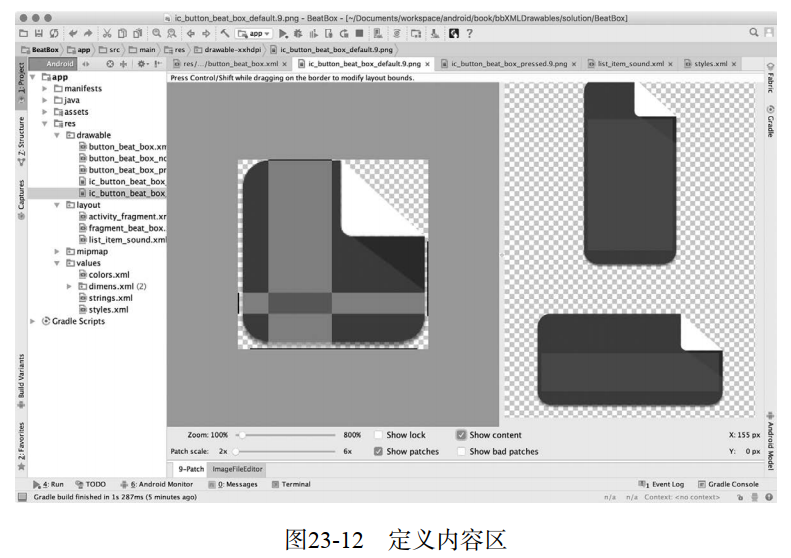 ic_button_beat_box_default.9.png - BeatBox - [~/Documents/workspace/android/book/bbXMLDrawables/solution/BeatBox]
app
BeatBox app src main res drawable-xxhdpi ic_button_beat_box_default.9.png
Android
res/.../button_beat_box.xml × ic_button_beat_box_default.9.png × ic_button_beat_box_pressed.9.png × list_item_sound.xml × styles.xml ×
Press Control/Shift while dragging on the border to modify layout bounds.
1: Project
Z: Structure
Captures
Build Variants
2: Favorites
app
manifests
java
assets
res
drawable
button_beat_box.xm
button_beat_box_no
button_beat_box_pr
ic_button_beat_box_
ic_button_beat_box
layout
activity_fragment.xr
fragment_beat_box.
list_item_sound.xml
mipmap
values
colors.xml
dimens.xml (2)
strings.xml
styles.xml
Gradle Scripts
Fabric
Gradle
Android Model
Zoom: 100% 800% Show lock Show content X: 155 px
Patch scale: 2x 6x Show patches Show bad patches Y: 0 px
9-Patch ImageFileEditor
4: Run TODO 6: Android Monitor 0: Messages Terminal 1 Event Log Gradle Console
Gradle build finished in 1s 287ms (5 minutes ago) n/a n/a Context: <no context>
图23-12 定义内容区